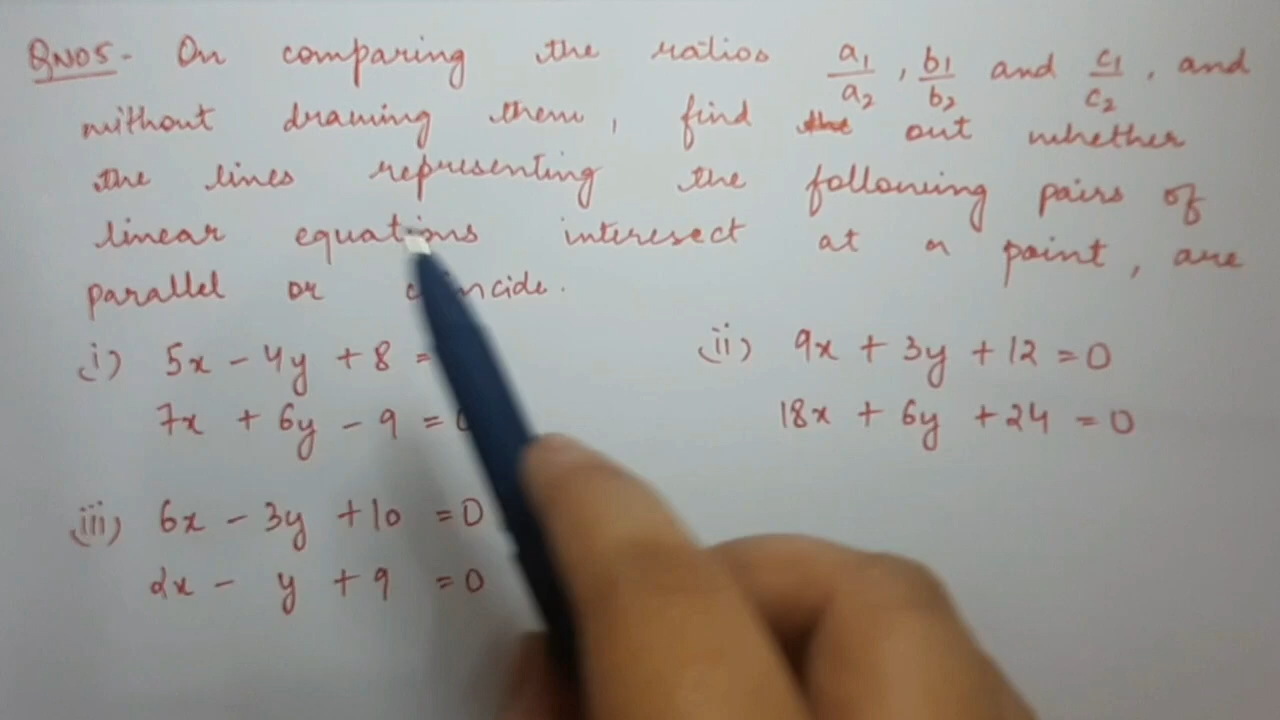 QNO5- On comparing the ratios a1/a2, b1/b2 and c1/c2, and
without drawing them, find the out whether
the lines representing the following pairs of
linear equations interesect at a point, are
parallel or
i) 5x - 4y + 8 =
7x + 6y - 9 =
ii) 9x + 3y + 12 = 0
18x + 6y + 24 = 0
iii) 6x - 3y + 10 = 0
2x - y + 9 = 0